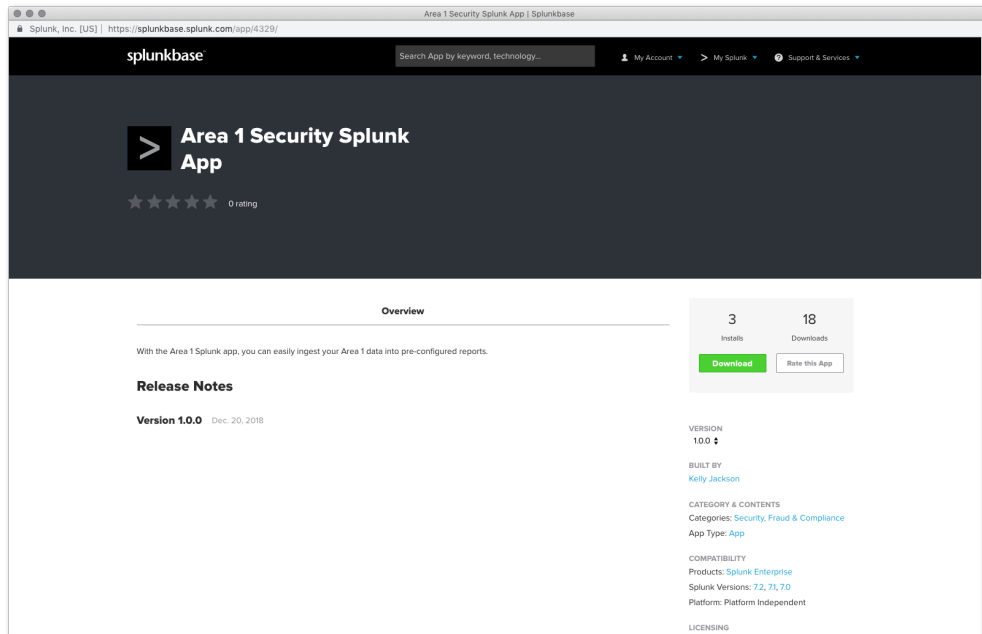 Area 1 Security Splunk App | Splunkbase
Splunk, Inc. [US] | https://splunkbase.splunk.com/app/4329/
splunkbase™
Search App by keyword, technology...
My Account
> My Splunk
Support & Services
Area 1 Security Splunk
App
0 rating
Overview
With the Area 1 Splunk app, you can easily ingest your Area 1 data into pre-configured reports.
Release Notes
Version 1.0.0 Dec. 20, 2018
3 18
Installs Downloads
Download Rate this App
VERSION
1.0.0
BUILT BY
Kelly Jackson
CATEGORY & CONTENTS
Categories: Security, Fraud & Compliance
App Type: App
COMPATIBILITY
Products: Splunk Enterprise
Splunk Versions: 7.2, 7.1, 7.0
Platform: Platform Independent
LICENSING